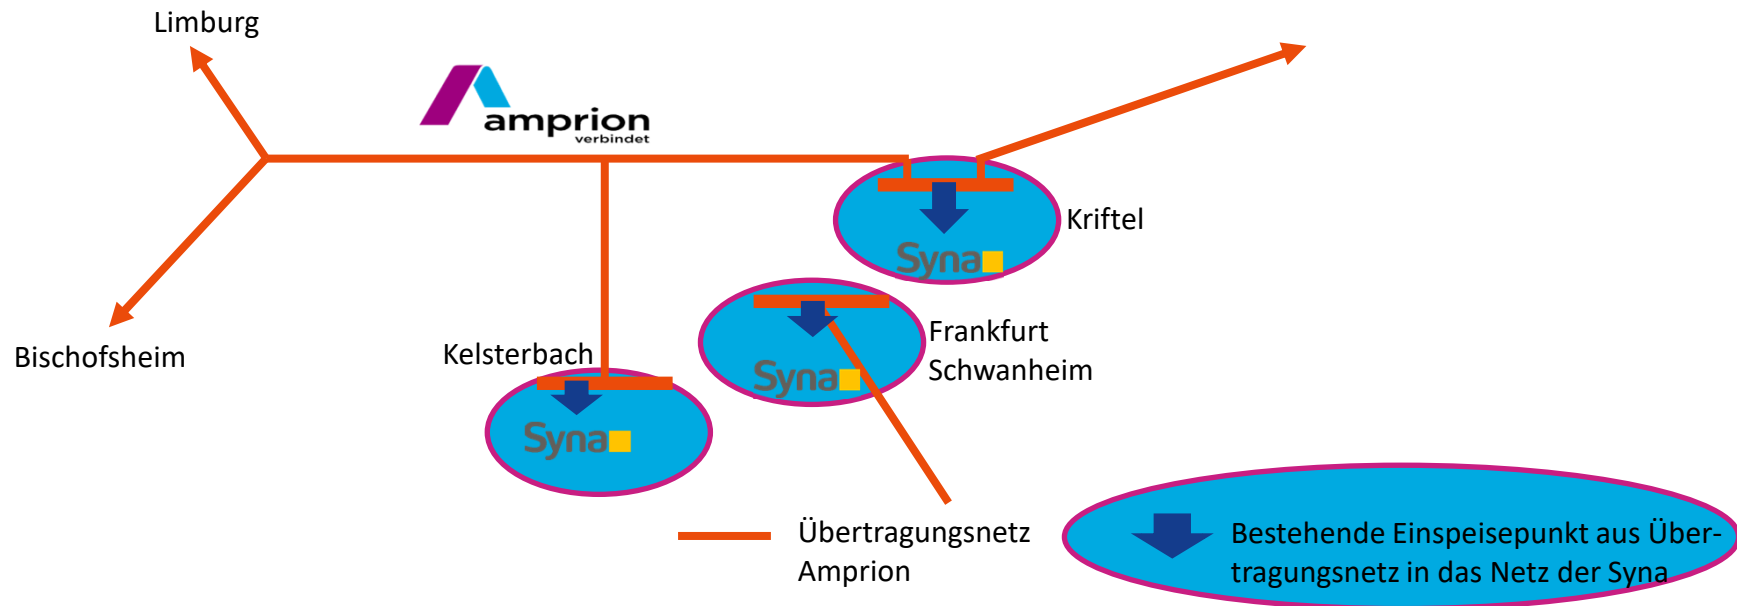 Limburg
amprion
verbindet
Kriftel
Syna
Frankfurt
Schwanheim
Syna
Bischofsheim
Kelsterbach
Syna
Übertragungsnetz
Amprion
Bestehende Einspeisepunkt aus Über-
tragungsnetz in das Netz der Syna